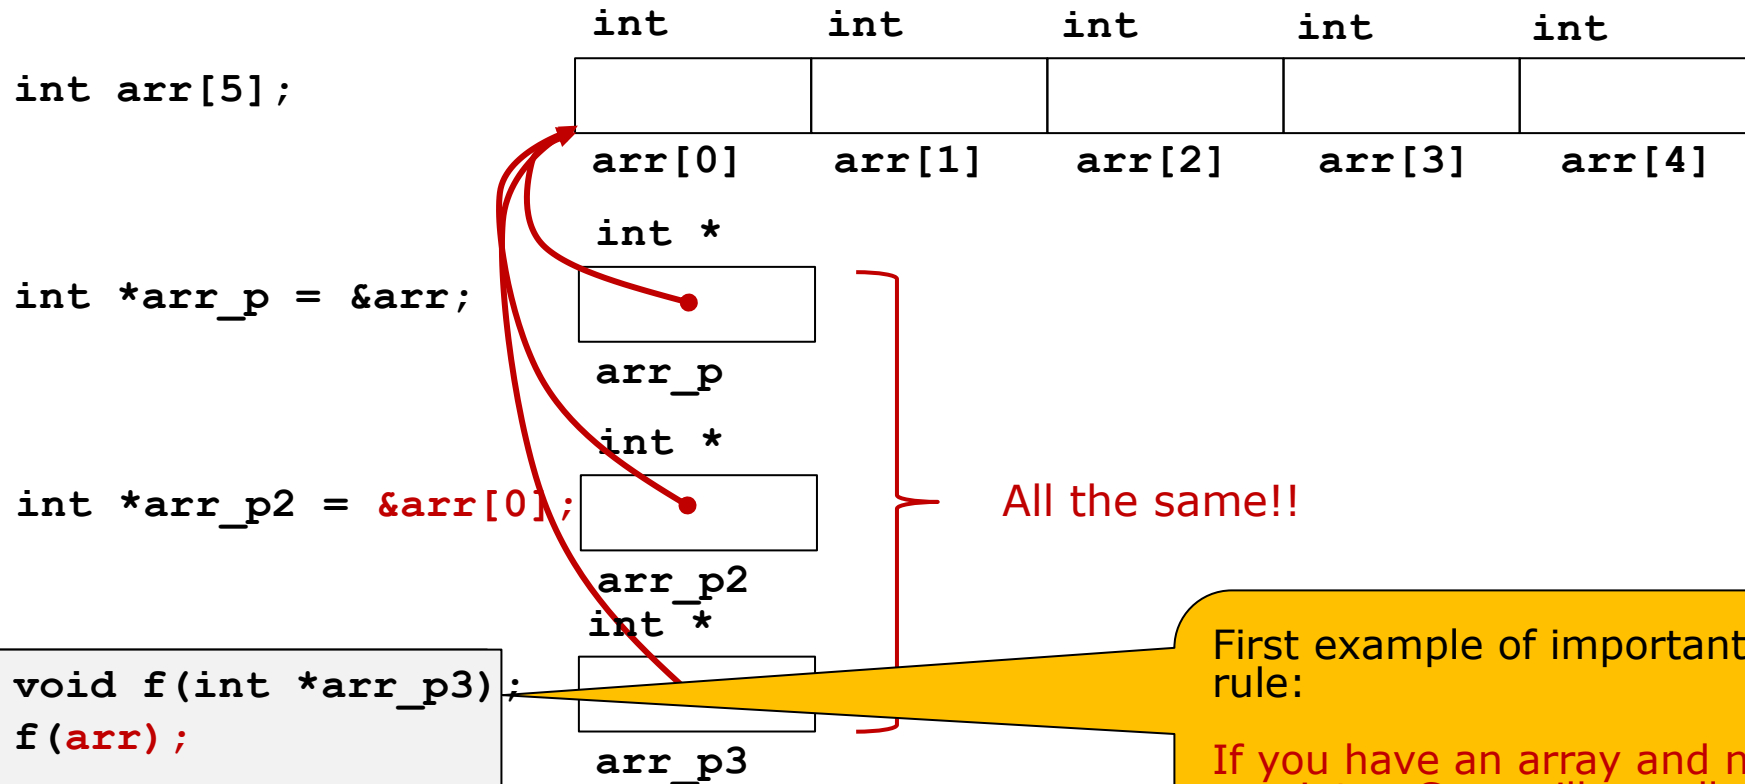 int int int int int
int arr[5];
arr[0] arr[1] arr[2] arr[3] arr[4]
int *
int *arr_p = &arr;
arr_p
int *
int *arr_p2 = &arr[0];
All the same!!
arr_p2
int *
void f(int *arr_p3);
f(arr);
arr_p3
First example of important
rule:
If you have an array and